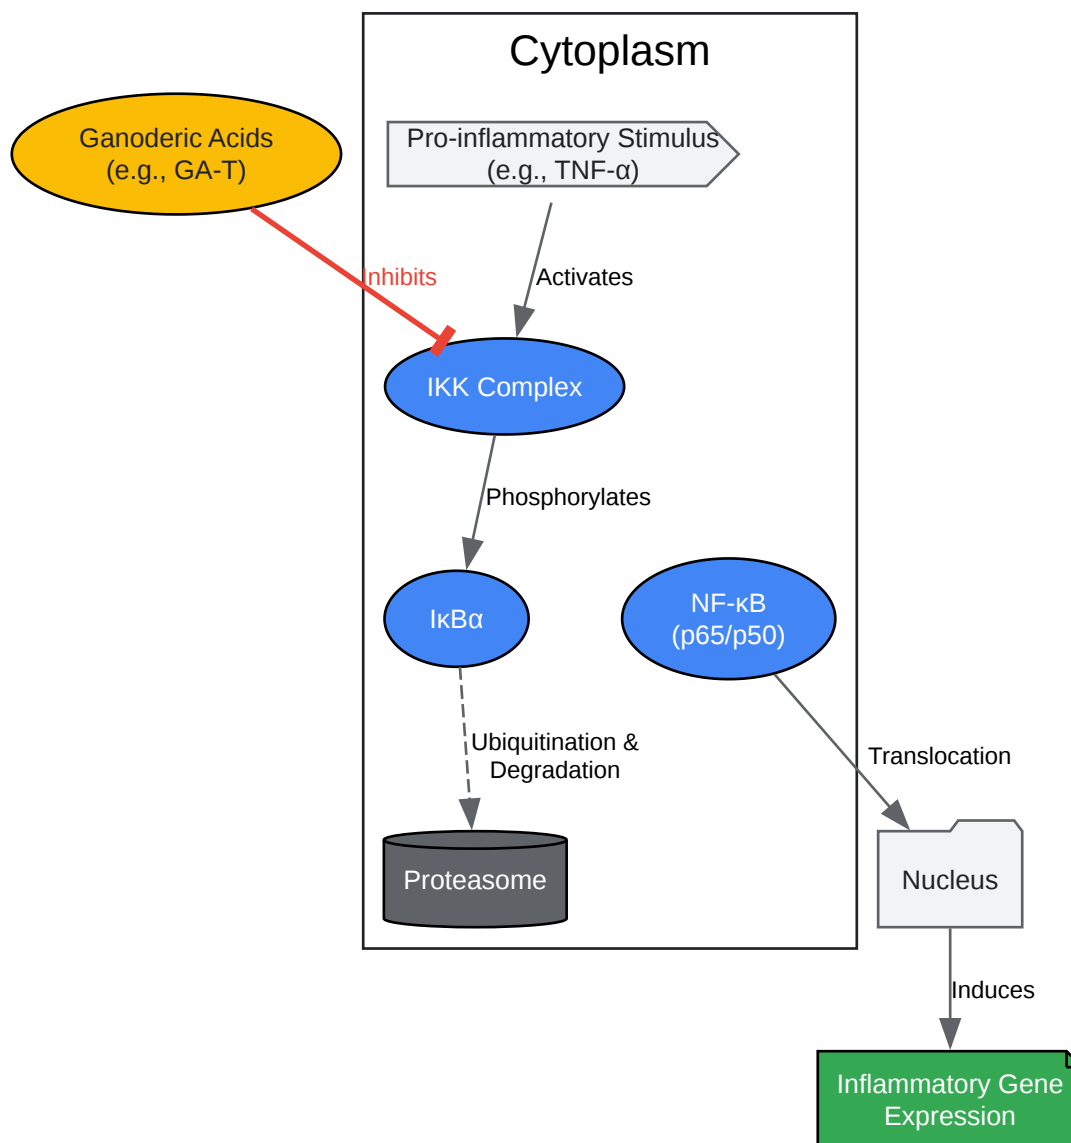 Cytoplasm
Ganoderic Acids
(e.g., GA-T)
Pro-inflammatory Stimulus
(e.g., TNF-α)
Inhibits
Activates
IKK Complex
Phosphorylates
IκBα
NF-κB
(p65/p50)
Ubiquitination &
Degradation
Translocation
Proteasome
Nucleus
Induces
Inflammatory Gene
Expression